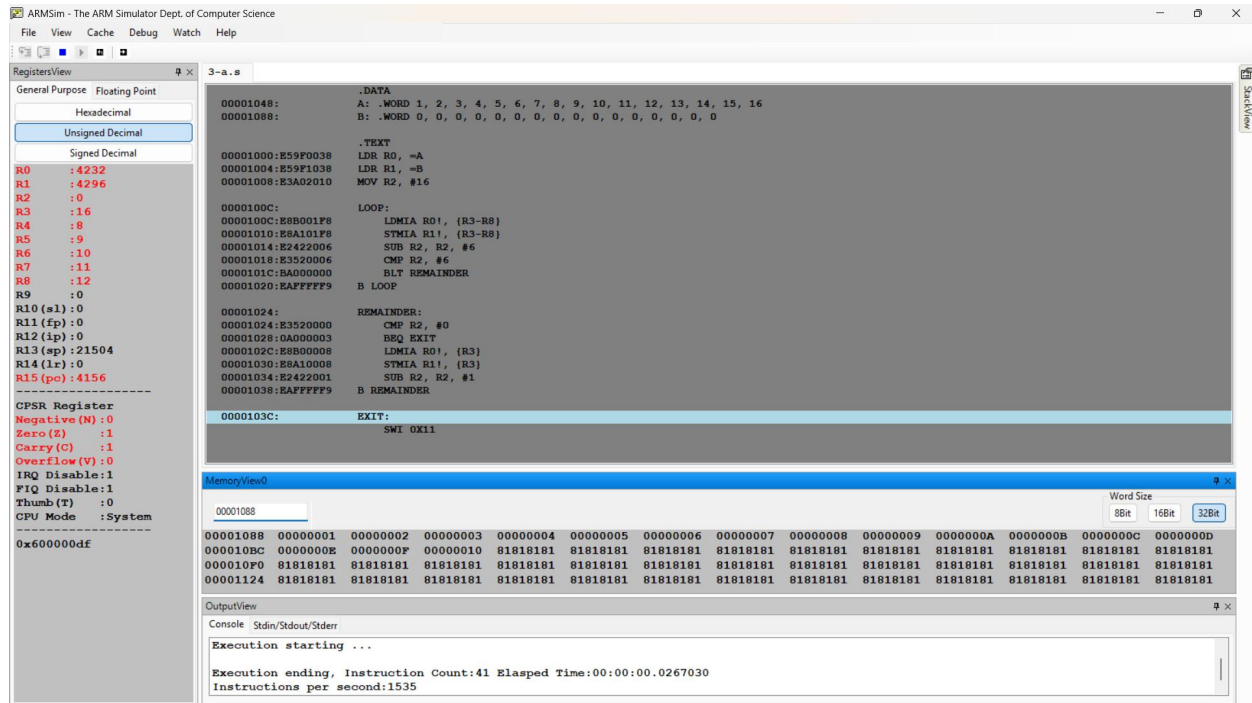 ARMSim - The ARM Simulator Dept. of Computer Science
File View Cache Debug Watch Help
RegistersView
General Purpose Floating Point
Hexadecimal
Unsigned Decimal
Signed Decimal
R0 :4232
R1 :4296
R2 :0
R3 :16
R4 :8
R5 :9
R6 :10
R7 :11
R8 :12
R9 :0
R10(sl):0
R11(fp):0
R12(ip):0
R13(sp):21504
R14(lr):0
R15(pc):4156
-------------------
CPSR Register
Negative(N):0
Zero(Z) :1
Carry(C) :1
Overflow(V):0
IRQ Disable:1
FIQ Disable:1
Thumb(T) :0
CPU Mode :System
-------------------
0x600000df
3-a.s
.DATA
00001048: A: .WORD 1, 2, 3, 4, 5, 6, 7, 8, 9, 10, 11, 12, 13, 14, 15, 16
00001088: B: .WORD 0, 0, 0, 0, 0, 0, 0, 0, 0, 0, 0, 0, 0, 0, 0, 0
.TEXT
00001000:E59F0038 LDR R0, =A
00001004:E59F1038 LDR R1, =B
00001008:E3A02010 MOV R2, #16
0000100C: LOOP:
0000100C:E8B001F8 LDMIA R0!, {R3-R8}
00001010:E8A101F8 STMIA R1!, {R3-R8}
00001014:E2422006 SUB R2, R2, #6
00001018:E3520006 CMP R2, #6
0000101C:BA000000 BLT REMAINDER
00001020:EAFFFFF9 B LOOP
00001024: REMAINDER:
00001024:E3520000 CMP R2, #0
00001028:0A000003 BEQ EXIT
0000102C:E8B00008 LDMIA R0!, {R3}
00001030:E8A10008 STMIA R1!, {R3}
00001034:E2422001 SUB R2, R2, #1
00001038:EAFFFFF9 B REMAINDER
0000103C: EXIT:
SWI 0X11
StackView
MemoryView0
00001088
Word Size
8Bit 16Bit 32Bit
00001088 00000001 00000002 00000003 00000004 00000005 00000006 00000007 00000008 00000009 0000000A 0000000B 0000000C 0000000D
000010BC 0000000E 0000000F 00000010 81818181 81818181 81818181 81818181 81818181 81818181 81818181 81818181 81818181 81818181
000010F0 81818181 81818181 81818181 81818181 81818181 81818181 81818181 81818181 81818181 81818181 81818181 81818181 81818181
00001124 81818181 81818181 81818181 81818181 81818181 81818181 81818181 81818181 81818181 81818181 81818181 81818181 81818181
OutputView
Console Stdin/Stdout/Stderr
Execution starting ...
Execution ending, Instruction Count:41 Elasped Time:00:00:00.0267030
Instructions per second:1535